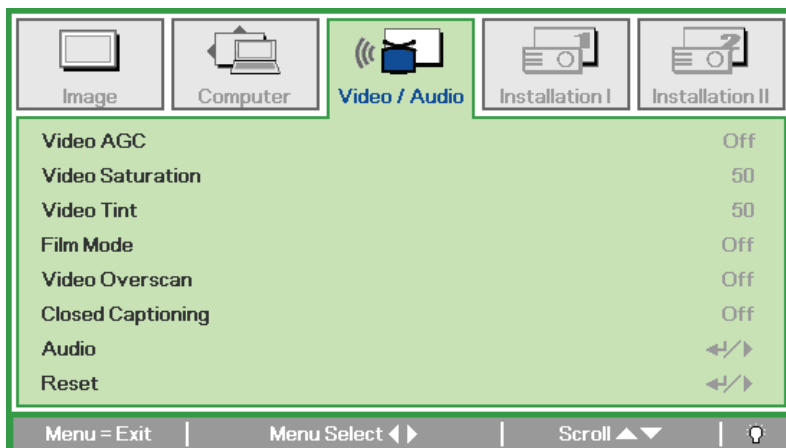 Image Computer Video / Audio Installation I Installation II
Video AGC Off
Video Saturation 50
Video Tint 50
Film Mode Off
Video Overscan Off
Closed Captioning Off
Audio ↵/▶
Reset ↵/▶
Menu = Exit Menu Select ◀▶ Scroll ▲▼